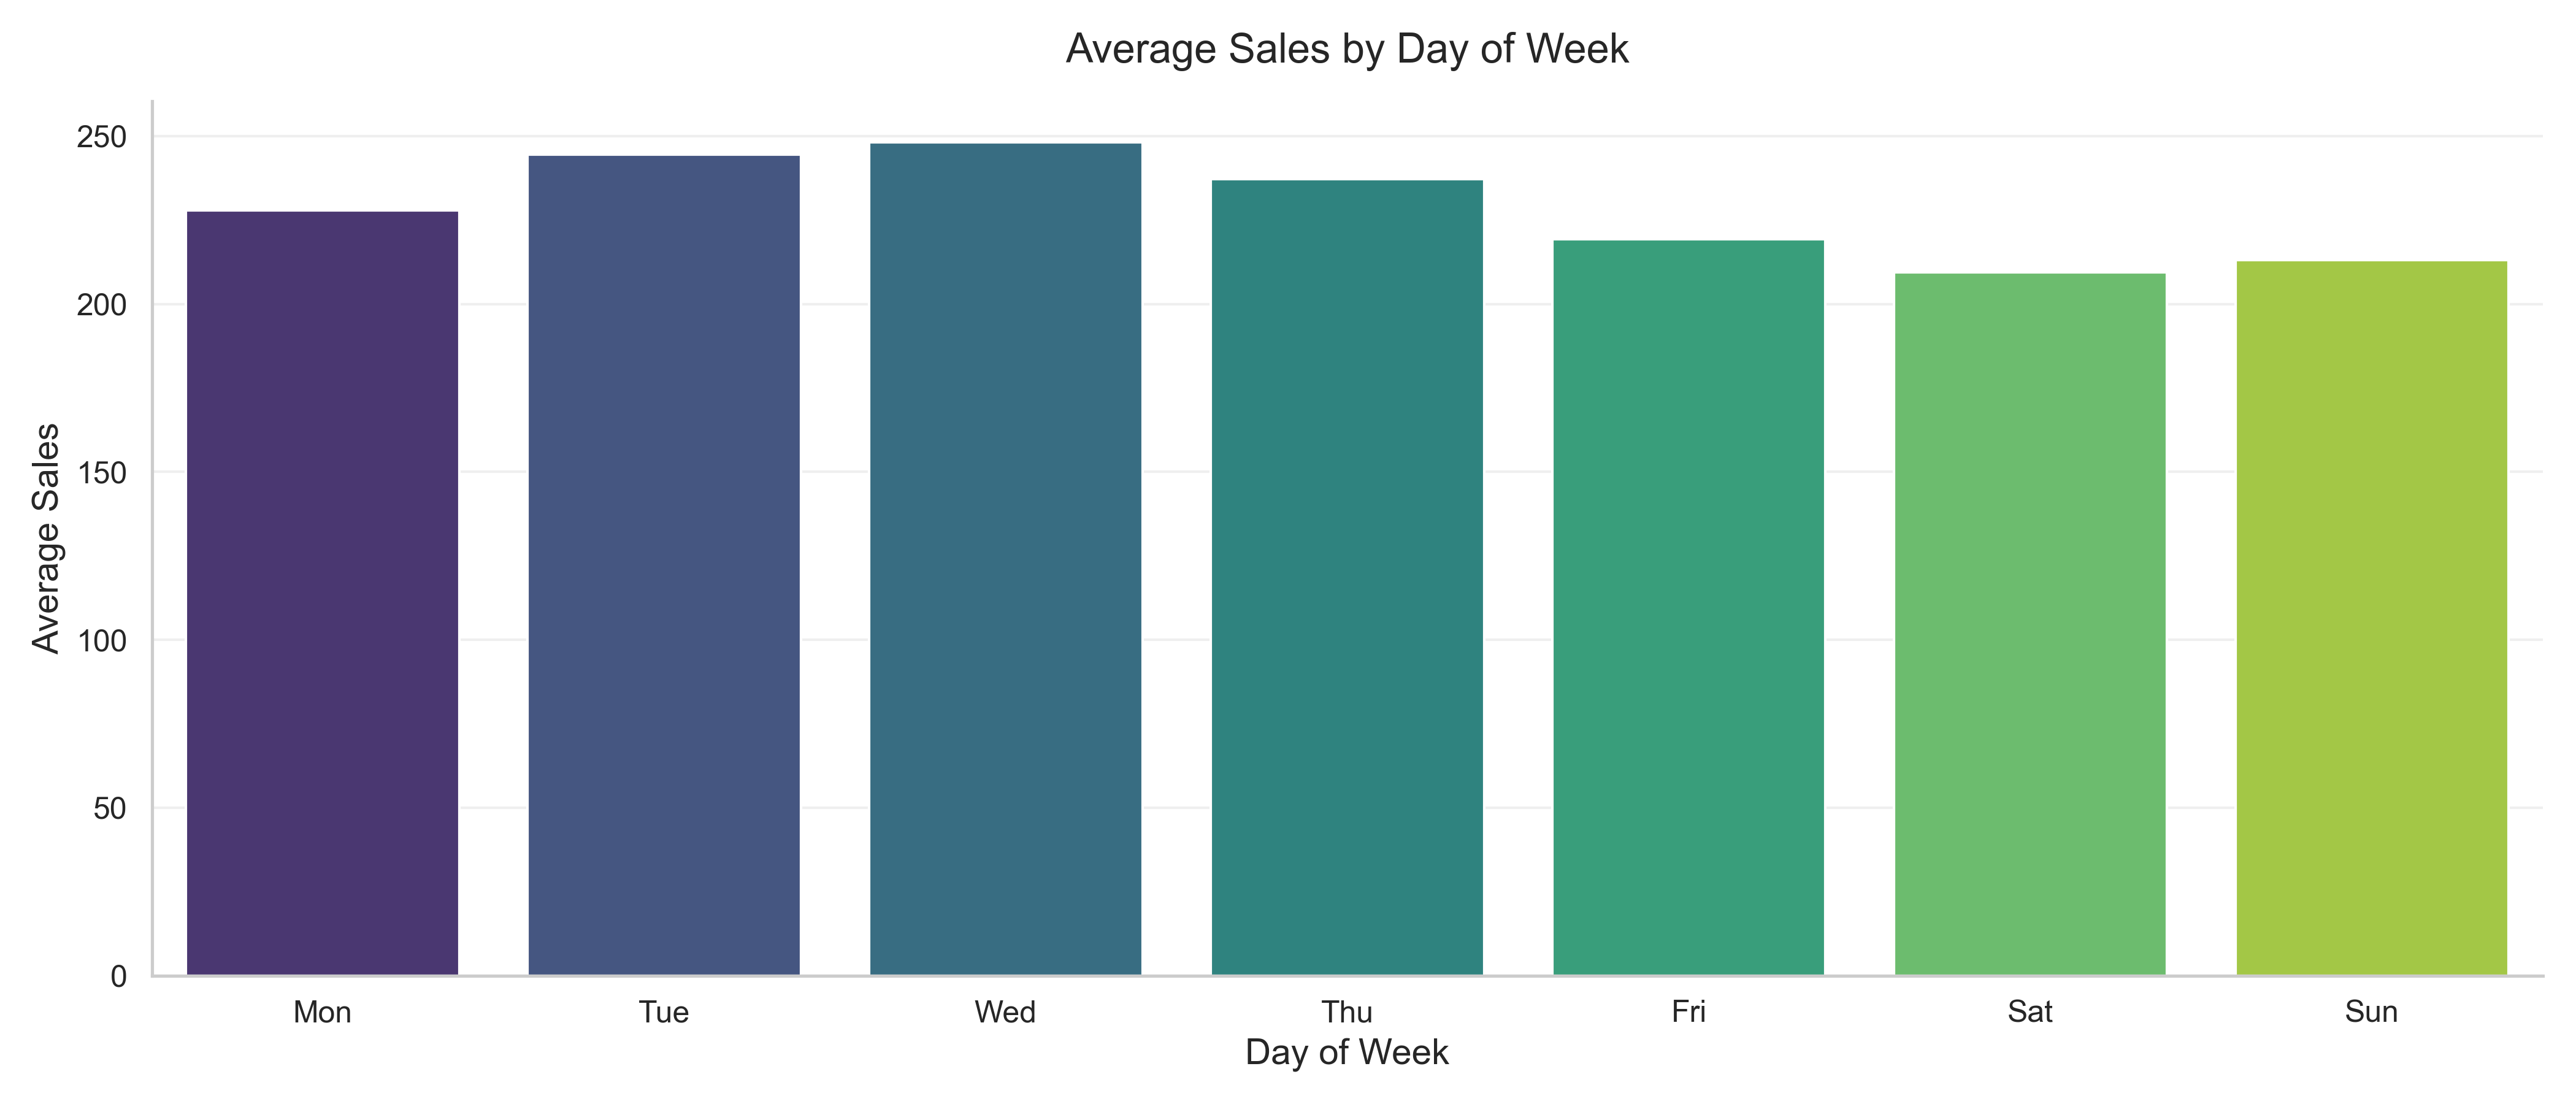 Average Sales by Day of Week
Average Sales
250
200
150
100
50
0
Mon Tue Wed Thu Fri Sat Sun
Day of Week